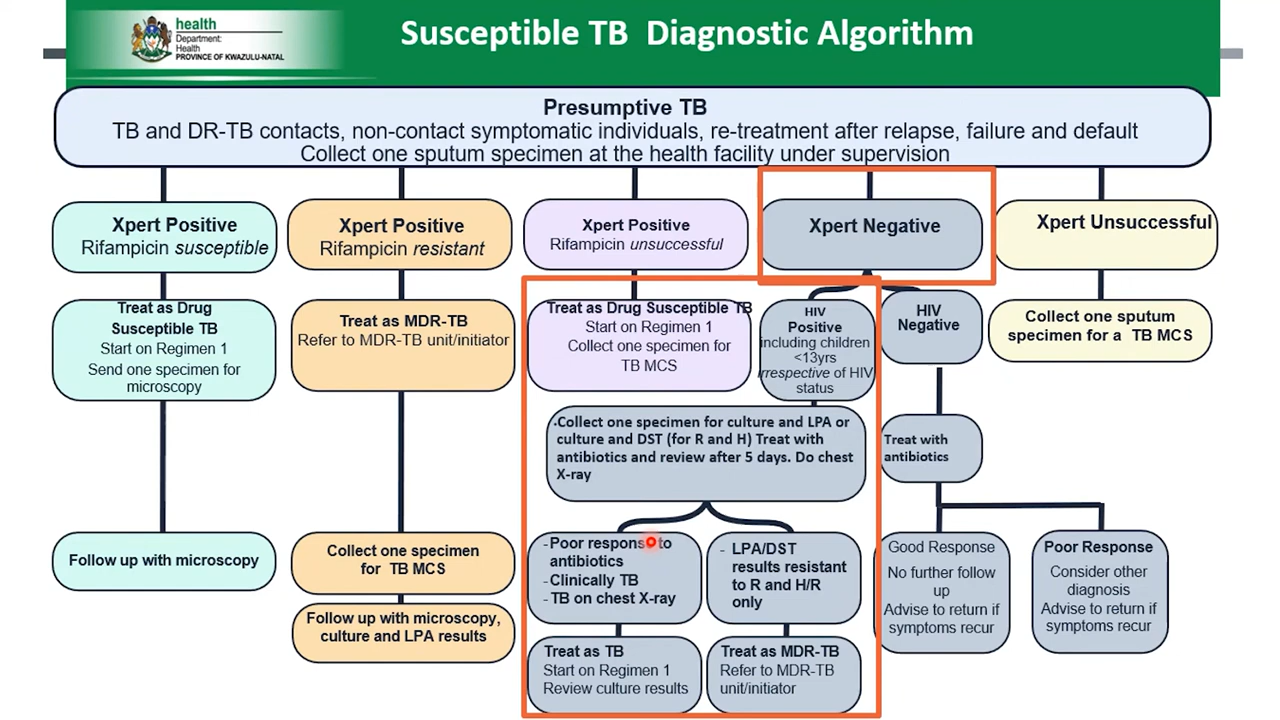 health
Department:
Health
PROVINCE OF KWAZULU-NATAL
Susceptible TB Diagnostic Algorithm
Presumptive TB
TB and DR-TB contacts, non-contact symptomatic individuals, re-treatment after relapse, failure and default
Collect one sputum specimen at the health facility under supervision
Xpert Positive
Rifampicin susceptible
Xpert Positive
Rifampicin resistant
Xpert Positive
Rifampicin unsuccessful
Xpert Negative
Xpert Unsuccessful
Treat as Drug
Susceptible TB
Start on Regimen 1
Send one specimen for
microscopy
Treat as MDR-TB
Refer to MDR-TB unit/initiator
Treat as Drug Susceptible TB
Start on Regimen 1
Collect one specimen for
TB MCS
HIV
Positive
including children
<13yrs
irrespective of HIV
status
HIV
Negative
Collect one sputum
specimen for a TB MCS
·Collect one specimen for culture and LPA or
culture and DST (for R and H) Treat with
antibiotics and review after 5 days. Do chest
X-ray
Treat with
antibiotics
Follow up with microscopy
Collect one specimen
for TB MCS
Follow up with microscopy,
culture and LPA results
- Poor response to
antibiotics
- Clinically TB
- TB on chest X-ray
- LPA/DST
results resistant
to R and H/R
only
Good Response
No further follow
up
Advise to return if
symptoms recur
Poor Response
Consider other
diagnosis
Advise to return if
symptoms recur
Treat as TB
Start on Regimen 1
Review culture results
Treat as MDR-TB
Refer to MDR-TB
unit/initiator